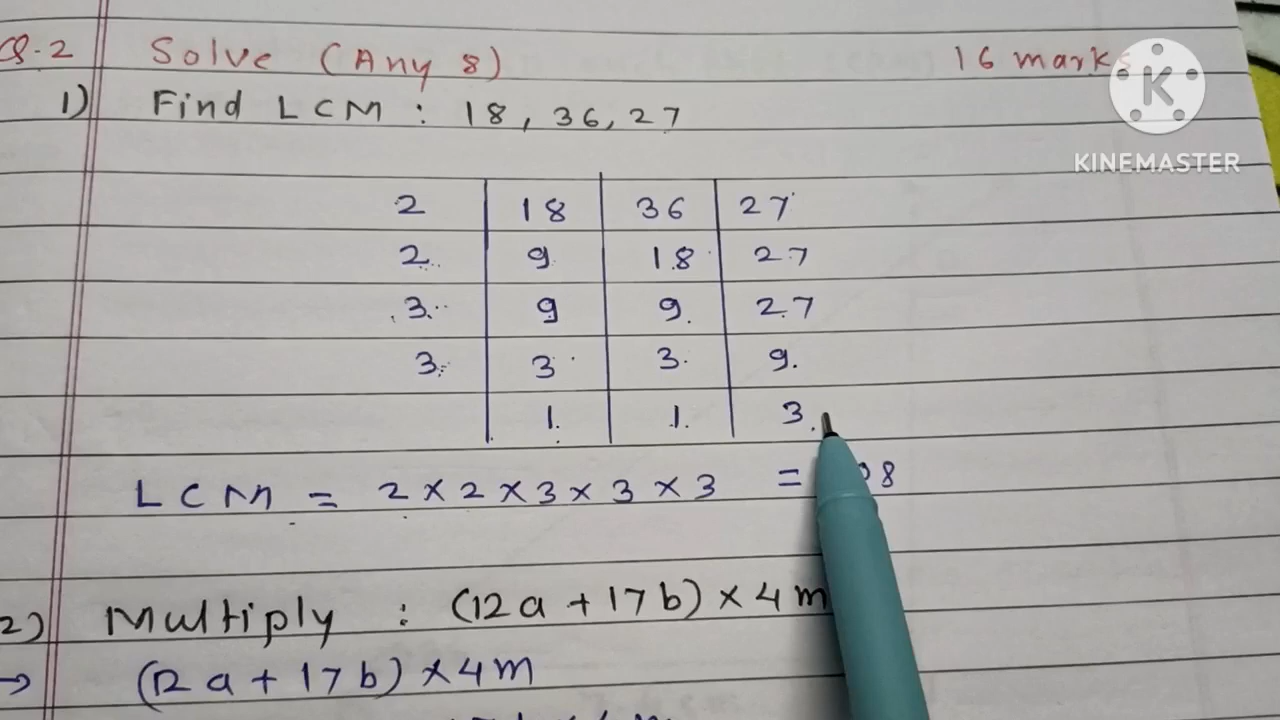 Q.2 Solve (Any 8) 16 marks
1) Find LCM : 18, 36, 27
2 18 36 27
2 9 18 27
3 9 9 27
3 3 3 9
1 1 3
LCM = 2 × 2 × 3 × 3 × 3 = 08
2) Multiply : (12a + 17b) × 4m
→ (12a + 17b) × 4m
K
KINEMASTER